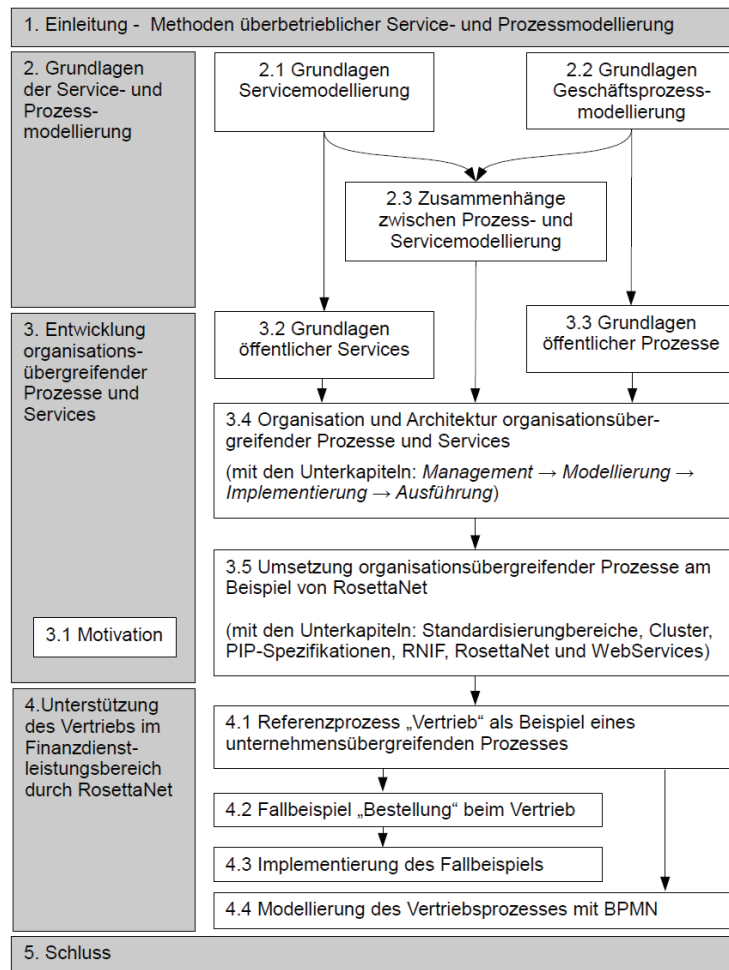 1. Einleitung - Methoden überbetrieblicher Service- und Prozessmodellierung
2. Grundlagen
der Service- und
Prozess-
modellierung
2.1 Grundlagen
Servicemodellierung
2.2 Grundlagen
Geschäftsprozess-
modellierung
2.3 Zusammenhänge
zwischen Prozess- und
Servicemodellierung
3. Entwicklung
organisations-
übergreifender
Prozesse und
Services
3.1 Motivation
3.2 Grundlagen
öffentlicher Services
3.3 Grundlagen
öffentlicher Prozesse
3.4 Organisation und Architektur organisationsüber-
greifender Prozesse und Services
(mit den Unterkapiteln: Management → Modellierung →
Implementierung → Ausführung)
3.5 Umsetzung organisationsübergreifender Prozesse am
Beispiel von RosettaNet
(mit den Unterkapiteln: Standardisierungbereiche, Cluster,
PIP-Spezifikationen, RNIF, RosettaNet und WebServices)
4.Unterstützung
des Vertriebs im
Finanzdienst-
leistungsbereich
durch RosettaNet
4.1 Referenzprozess „Vertrieb“ als Beispiel eines
unternehmensübergreifenden Prozesses
4.2 Fallbeispiel „Bestellung“ beim Vertrieb
4.3 Implementierung des Fallbeispiels
4.4 Modellierung des Vertriebsprozesses mit BPMN
5. Schluss